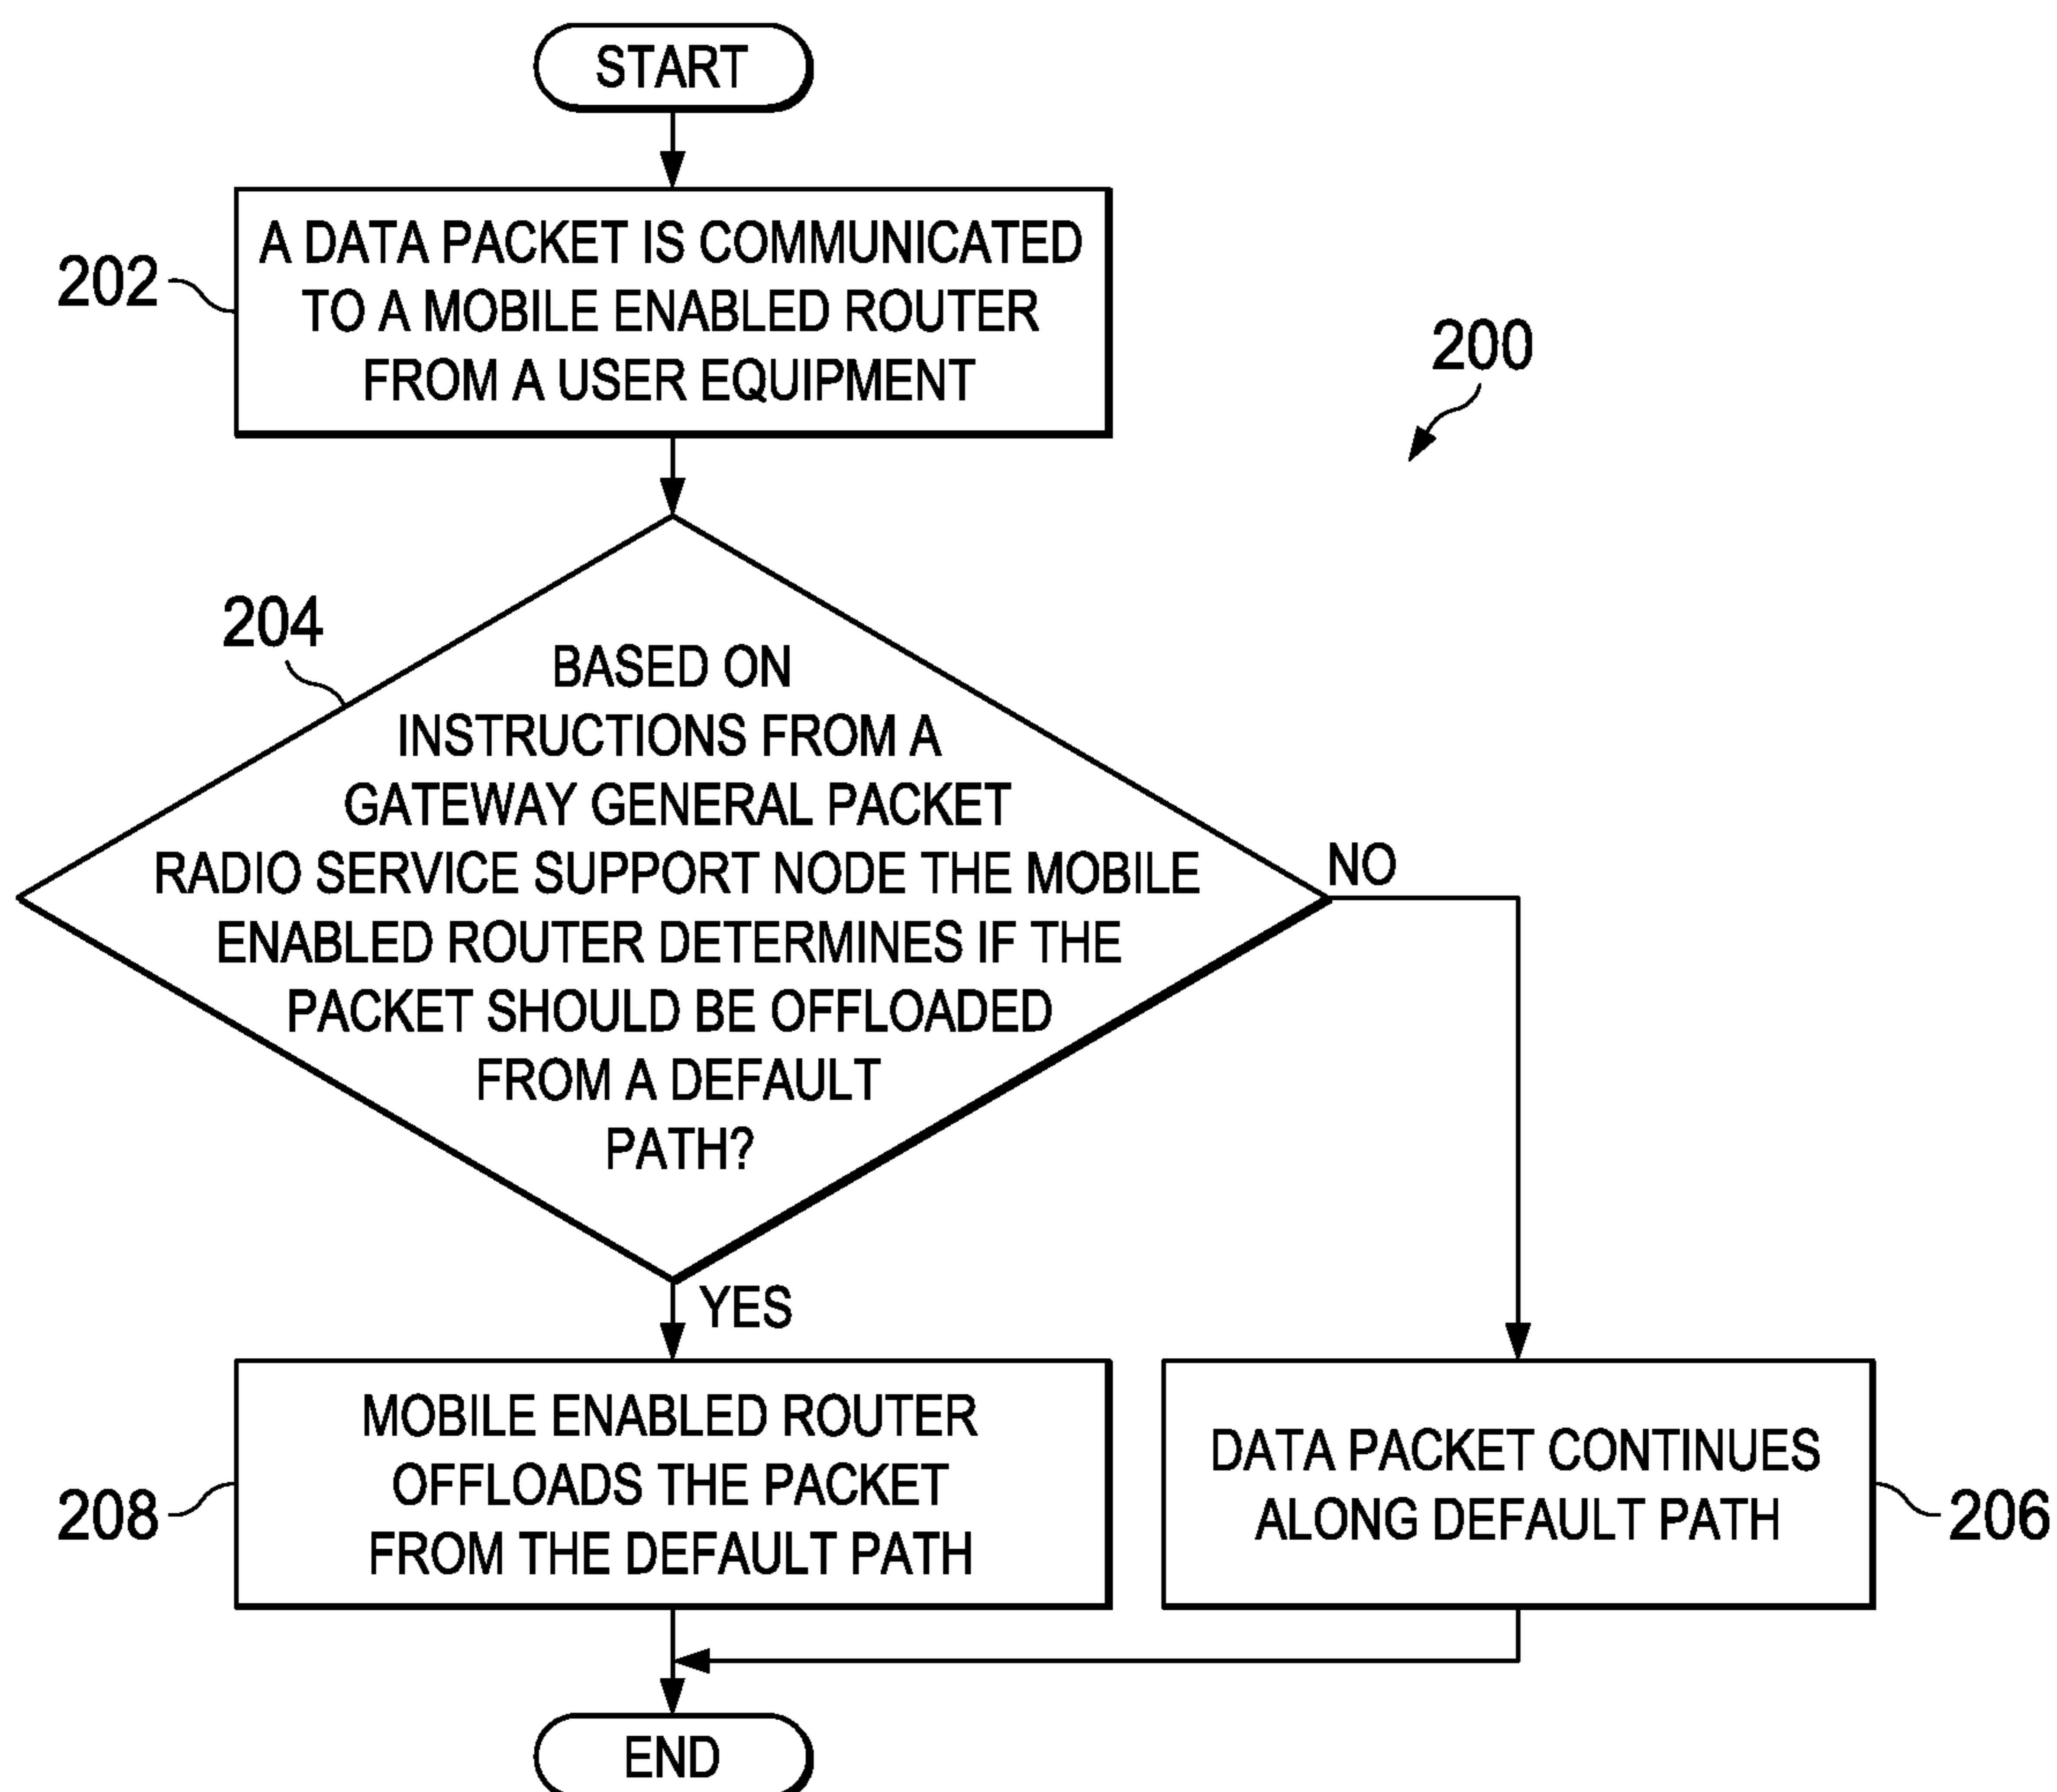 START
202
A DATA PACKET IS COMMUNICATED
TO A MOBILE ENABLED ROUTER
FROM A USER EQUIPMENT
200
204
BASED ON
INSTRUCTIONS FROM A
GATEWAY GENERAL PACKET
RADIO SERVICE SUPPORT NODE THE MOBILE
ENABLED ROUTER DETERMINES IF THE
PACKET SHOULD BE OFFLOADED
FROM A DEFAULT
PATH?
NO
YES
208
MOBILE ENABLED ROUTER
OFFLOADS THE PACKET
FROM THE DEFAULT PATH
DATA PACKET CONTINUES
ALONG DEFAULT PATH
206
END